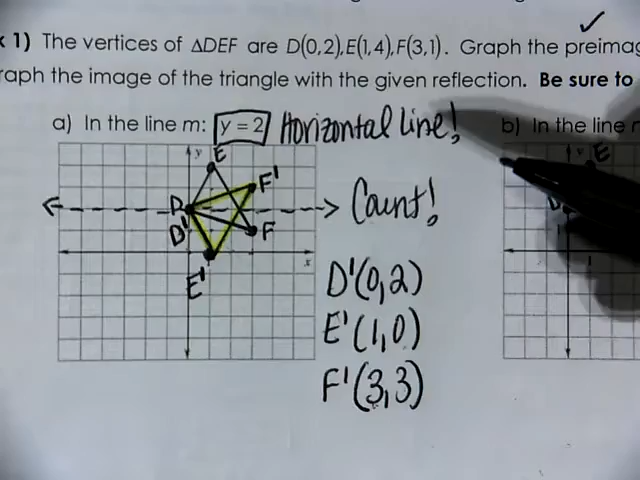 1) The vertices of ΔDEF are D(0,2), E(1,4), F(3,1). Graph the preimag
raph the image of the triangle with the given reflection. Be sure to
a) In the line m: y = 2 Horizontal Line!
b) In the line
y
E
F'
D
D'
F
E'
x
1
Count!
D'(0,2)
E'(1,0)
F'(3,3)
y
E